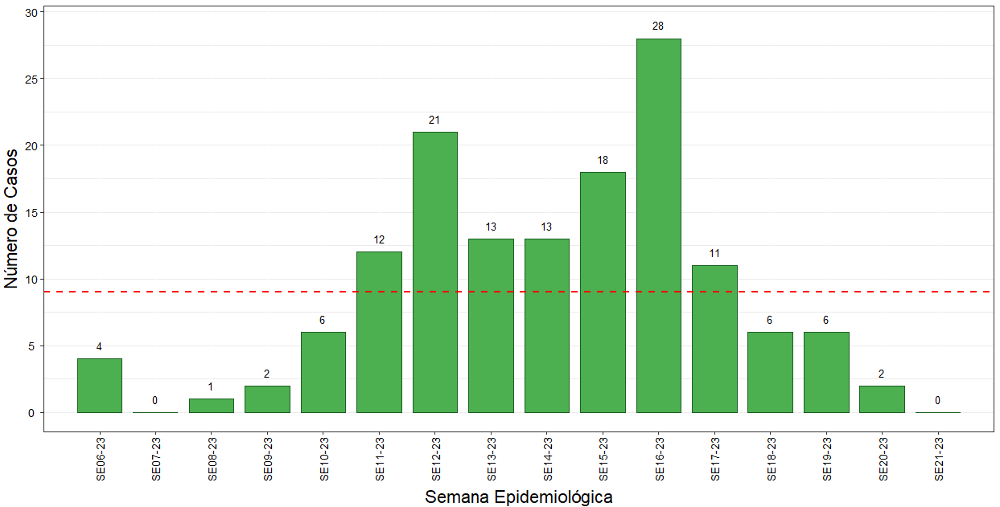 Número de Casos
30
25
20
15
10
5
0
4
0
1
2
6
12
21
13
13
18
28
11
6
6
2
0
SE06-23
SE07-23
SE08-23
SE09-23
SE10-23
SE11-23
SE12-23
SE13-23
SE14-23
SE15-23
SE16-23
SE17-23
SE18-23
SE19-23
SE20-23
SE21-23
Semana Epidemiológica